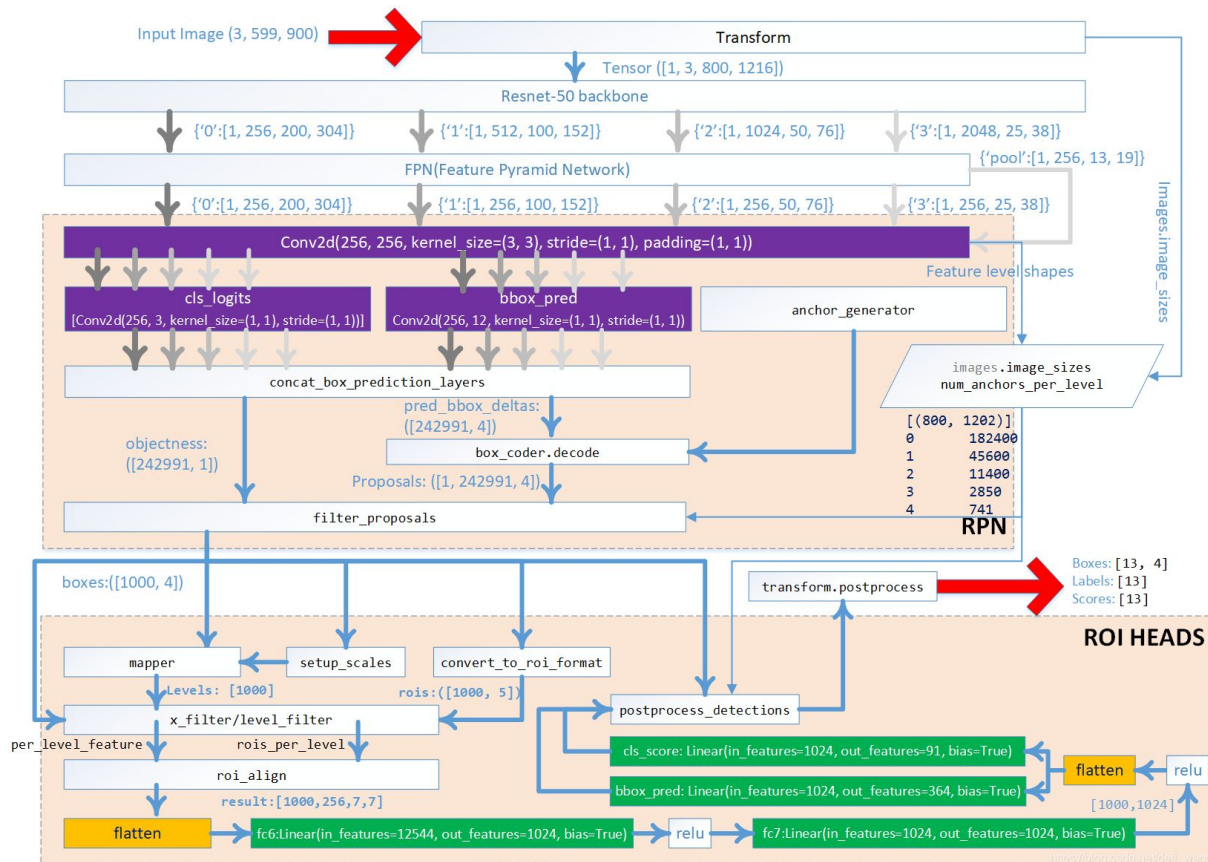 Input Image (3, 599, 900)
Transform
Tensor ([1, 3, 800, 1216])
Resnet-50 backbone
{'0':[1, 256, 200, 304]}
{'1':[1, 512, 100, 152]}
{'2':[1, 1024, 50, 76]}
{'3':[1, 2048, 25, 38]}
FPN(Feature Pyramid Network)
{'pool':[1, 256, 13, 19]}
{'0':[1, 256, 200, 304]}
{'1':[1, 256, 100, 152]}
{'2':[1, 256, 50, 76]}
{'3':[1, 256, 25, 38]}
Images.image_sizes
Conv2d(256, 256, kernel_size=(3, 3), stride=(1, 1), padding=(1, 1))
Feature level shapes
cls_logits
[Conv2d(256, 3, kernel_size=(1, 1), stride=(1, 1))]
bbox_pred
Conv2d(256, 12, kernel_size=(1, 1), stride=(1, 1))
anchor_generator
images.image_sizes
num_anchors_per_level
concat_box_prediction_layers
pred_bbox_deltas:
([242991, 4])
[(800, 1202)]
0 182400
1 45600
2 11400
3 2850
4 741
objectness:
([242991, 1])
box_coder.decode
Proposals: ([1, 242991, 4])
filter_proposals
RPN
boxes:([1000, 4])
transform.postprocess
Boxes: [13, 4]
Labels: [13]
Scores: [13]
ROI HEADS
mapper
setup_scales
convert_to_roi_format
Levels: [1000]
rois:([1000, 5])
x_filter/level_filter
postprocess_detections
per_level_feature
rois_per_level
roi_align
cls_score: Linear(in_features=1024, out_features=91, bias=True)
flatten
relu
bbox_pred: Linear(in_features=1024, out_features=364, bias=True)
result:[1000,256,7,7]
[1000,1024]
flatten
fc6:Linear(in_features=12544, out_features=1024, bias=True)
relu
fc7:Linear(in_features=1024, out_features=1024, bias=True)